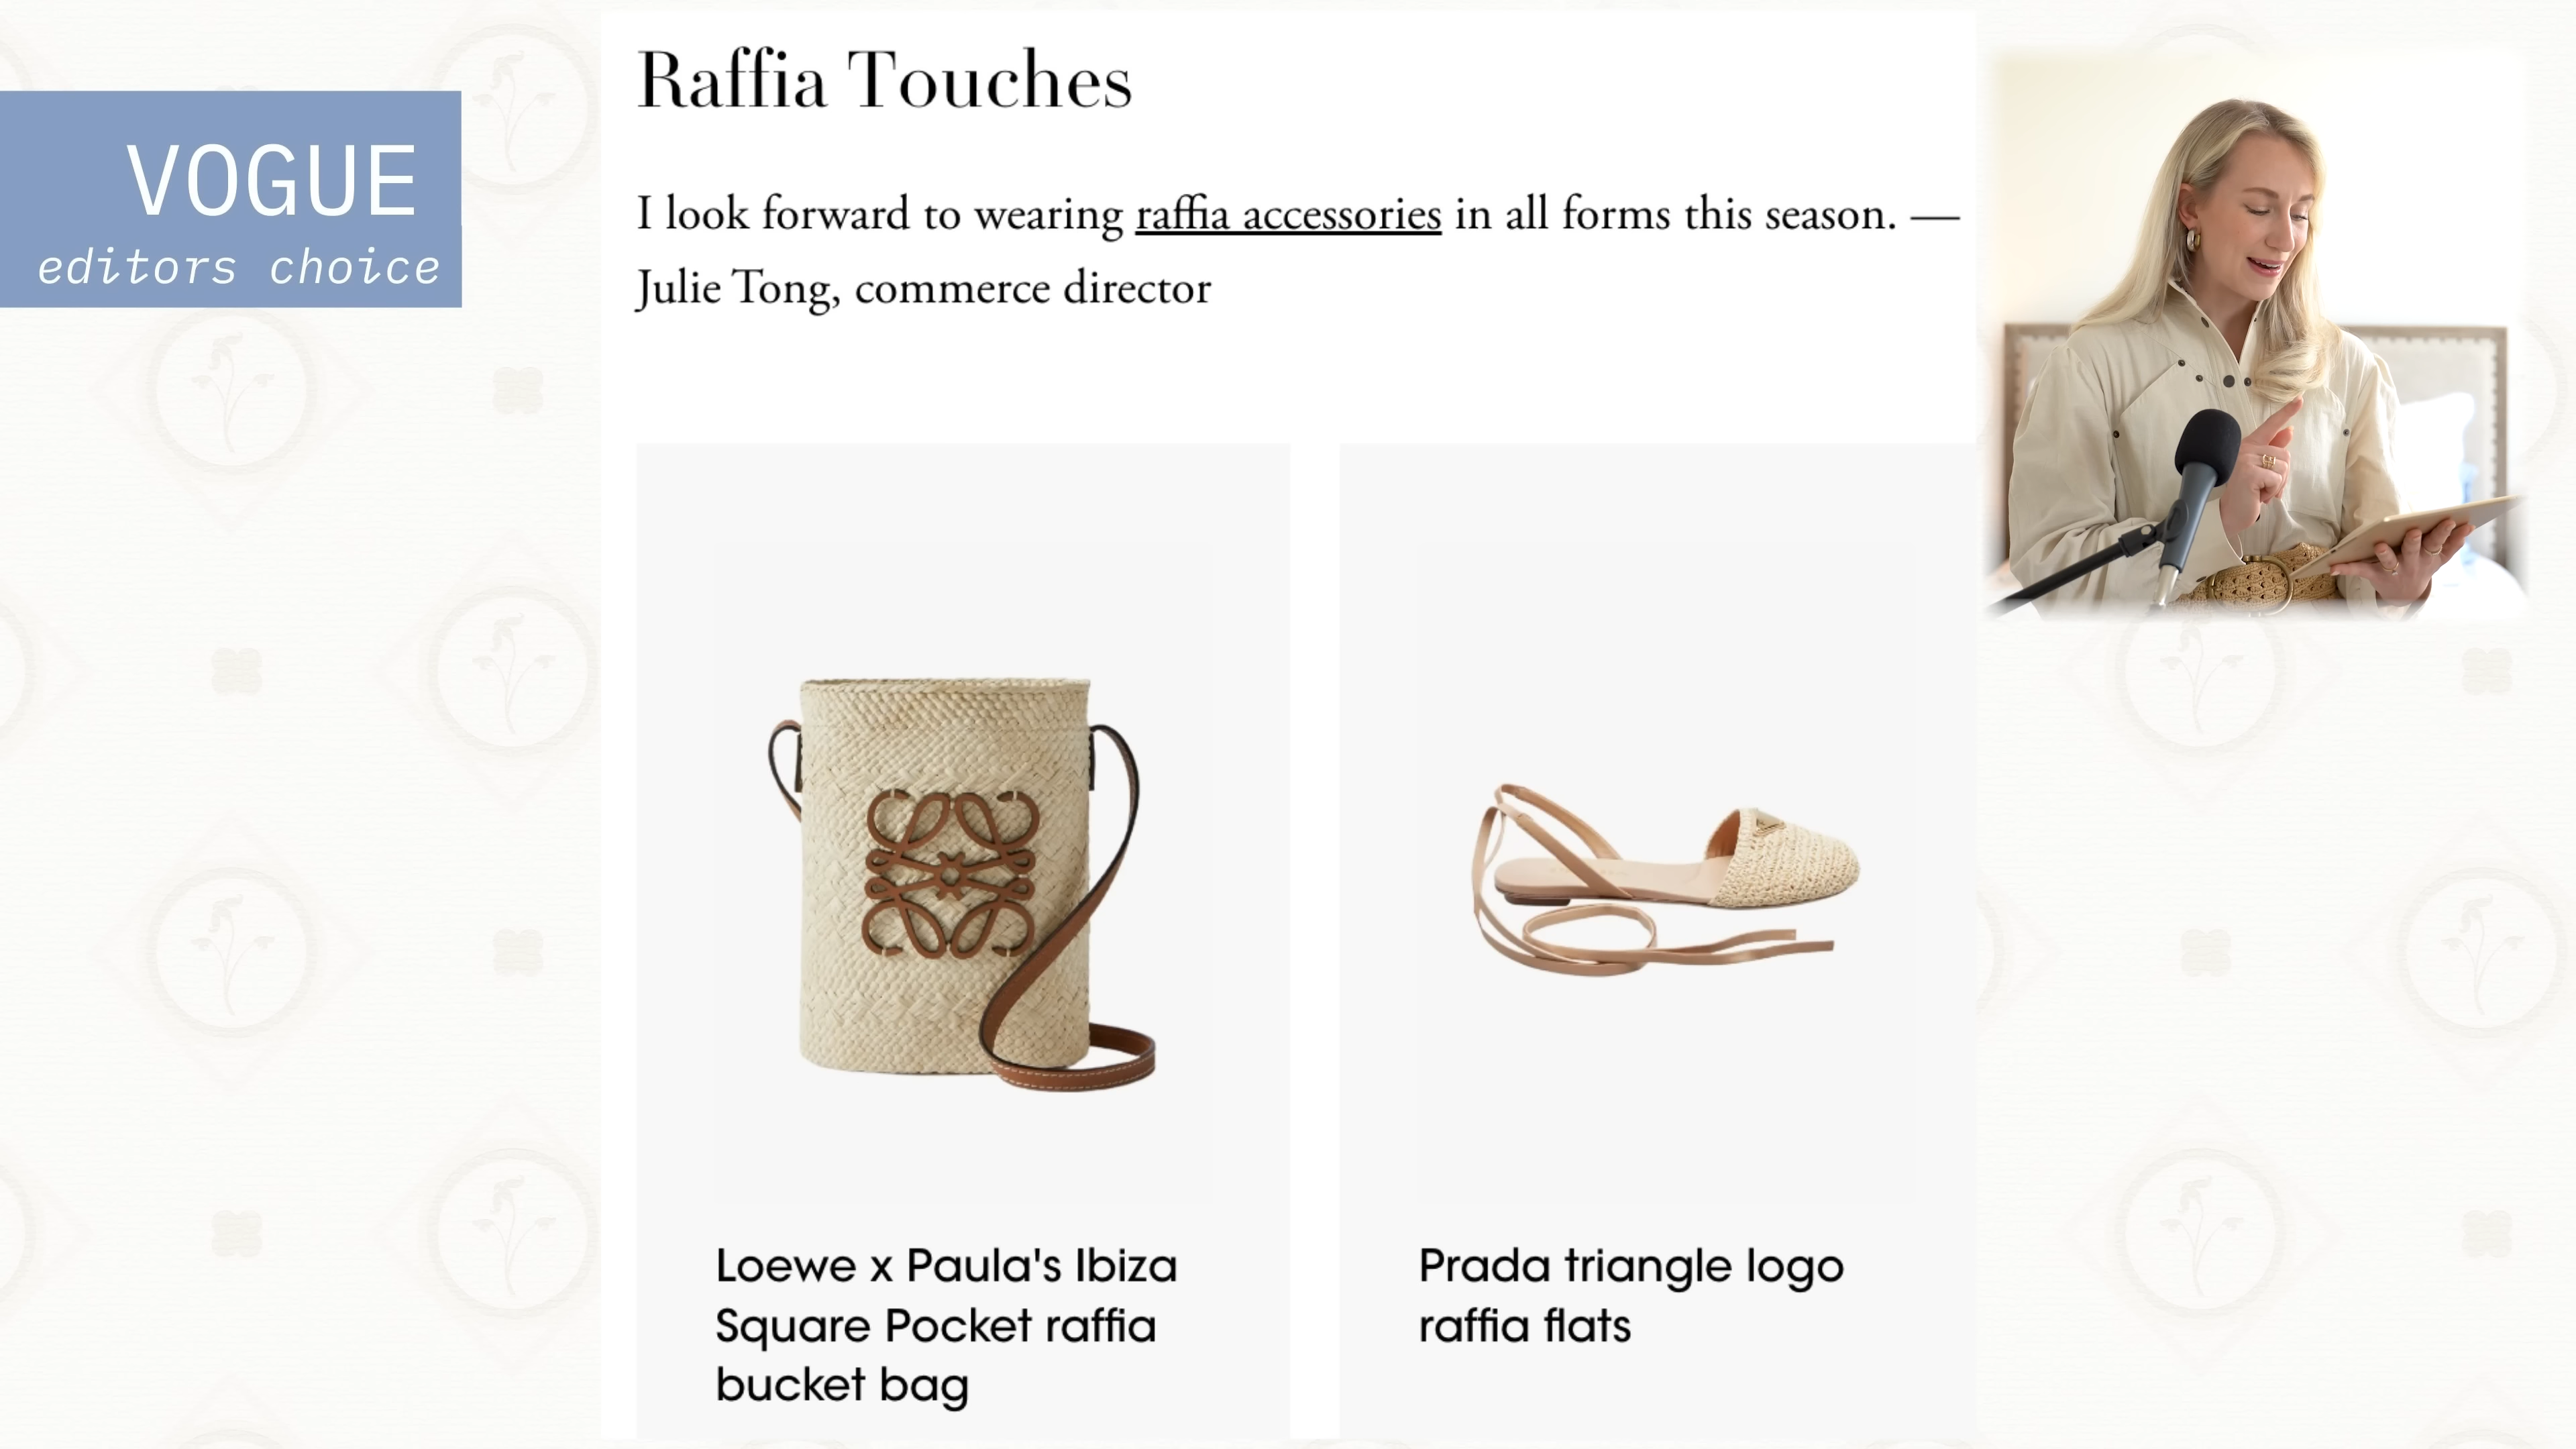 VOGUE
editors choice
Raffia Touches
I look forward to wearing raffia accessories in all forms this season. —
Julie Tong, commerce director
Loewe x Paula's Ibiza
Square Pocket raffia
bucket bag
Prada triangle logo
raffia flats